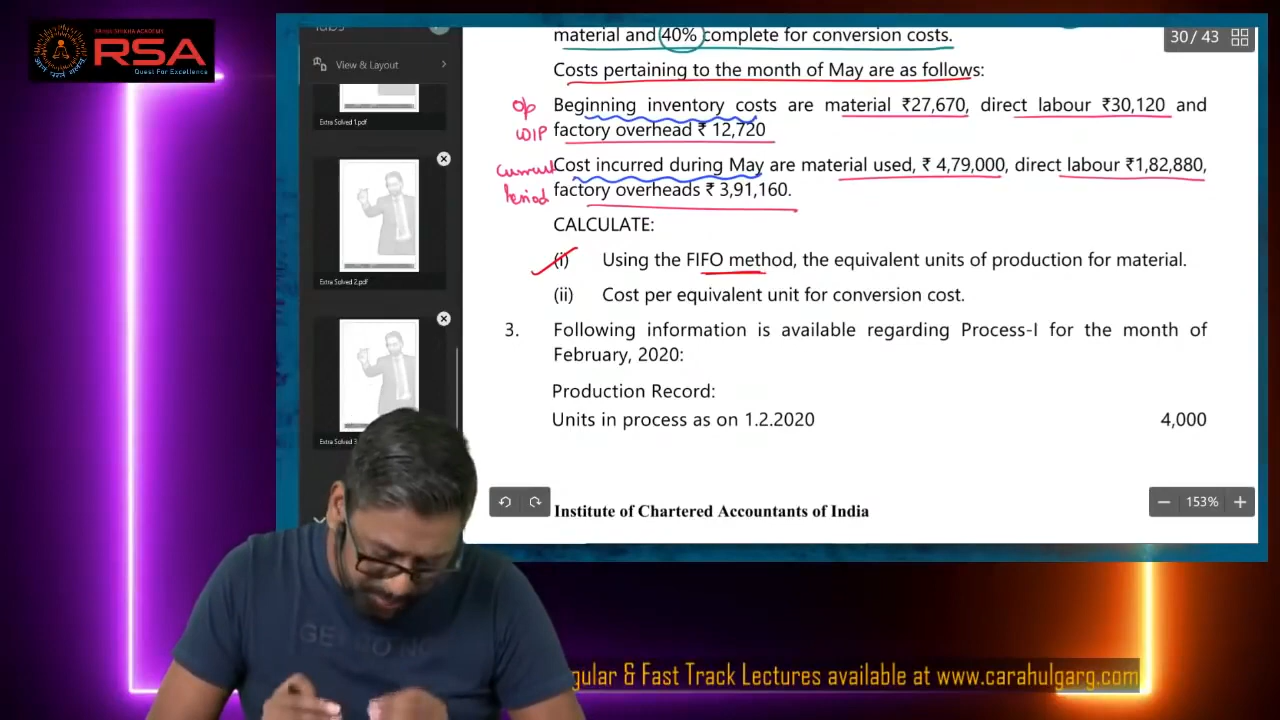 RSA
Quest For Excellence
View & Layout
Extra Solved 1.pdf
Extra Solved 2.pdf
Extra Solved 3
30 / 43
material and 40% complete for conversion costs.
Costs pertaining to the month of May are as follows:
Op Beginning inventory costs are material ₹27,670, direct labour ₹30,120 and
WIP factory overhead ₹ 12,720
current Cost incurred during May are material used, ₹ 4,79,000, direct labour ₹1,82,880,
Period factory overheads ₹ 3,91,160.
CALCULATE:
(i) Using the FIFO method, the equivalent units of production for material.
(ii) Cost per equivalent unit for conversion cost.
3. Following information is available regarding Process-I for the month of
February, 2020:
Production Record:
Units in process as on 1.2.2020 4,000
153%
Institute of Chartered Accountants of India
gular & Fast Track Lectures available at www.carahulgarg.com